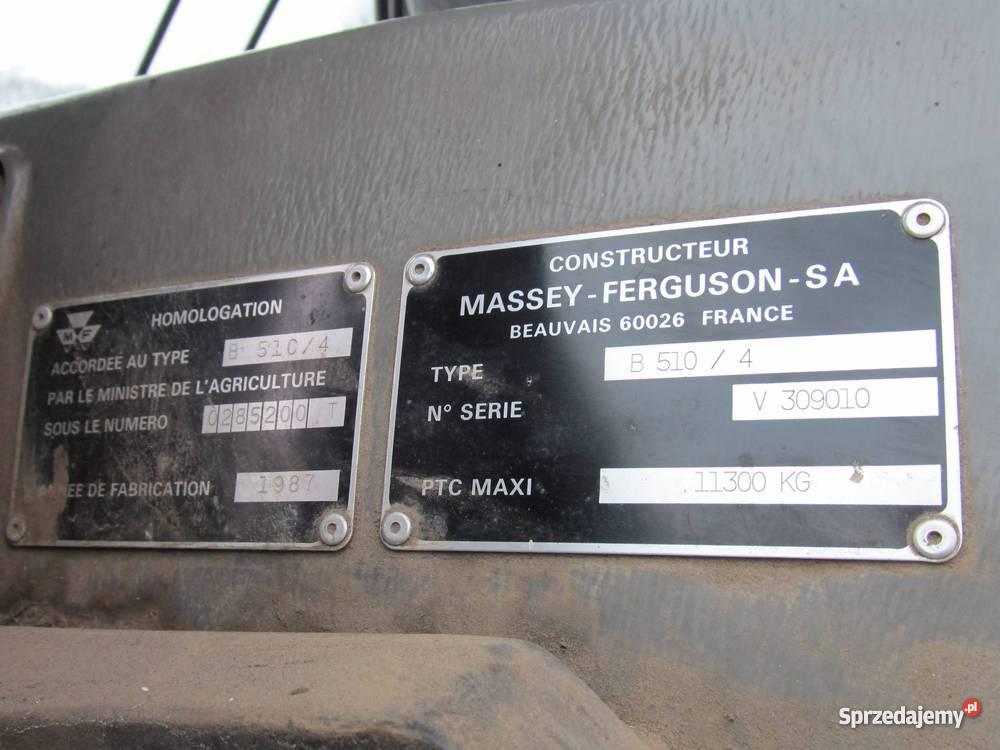 MF
HOMOLOGATION
ACCORDEE AU TYPE B 510/4
PAR LE MINISTRE DE L'AGRICULTURE
SOUS LE NUMERO 0285200 T
DE FABRICATION 1987
CONSTRUCTEUR
MASSEY-FERGUSON-SA
BEAUVAIS 60026 FRANCE
TYPE B 510 / 4
N° SERIE V 309010
PTC MAXI 11300 KG
Sprzedajemy.pl